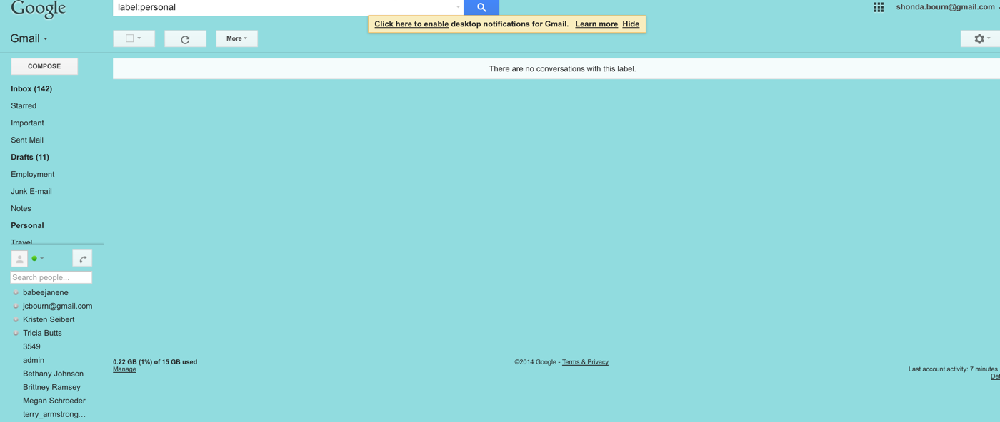 Google
label:personal
shonda.bourn@gmail.com
Click here to enable desktop notifications for Gmail. Learn more Hide
Gmail
More
COMPOSE
There are no conversations with this label.
Inbox (142)
Starred
Important
Sent Mail
Drafts (11)
Employment
Junk E-mail
Notes
Personal
Travel
Search people...
babeejanene
jcbourn@gmail.com
Kristen Seibert
Tricia Butts
3549
admin
Bethany Johnson
Brittney Ramsey
Megan Schroeder
terry_armstrong...
0.22 GB (1%) of 15 GB used
Manage
©2014 Google - Terms & Privacy
Last account activity: 7 minutes
Det